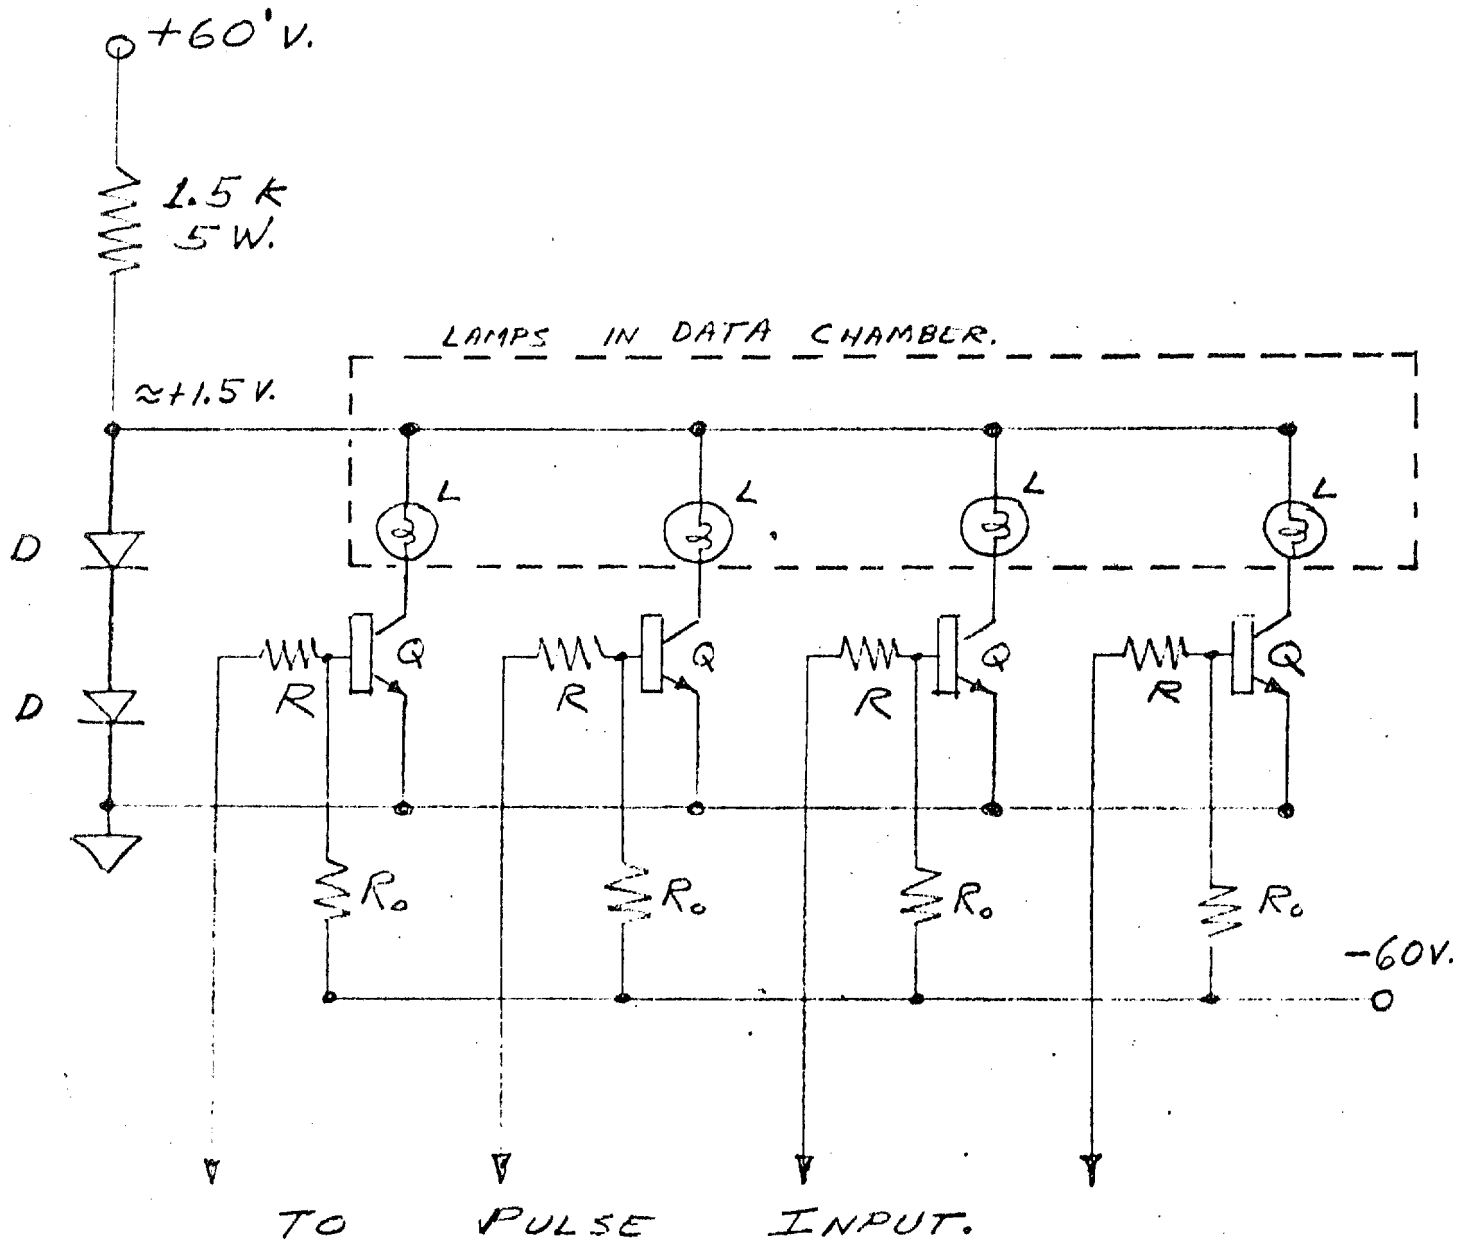 +60'V.
1.5 K
5 W.
LAMPS IN DATA CHAMBER.
≈+1.5 V.
L L L L
D
Q Q Q Q
R R R R
D
R₀ R₀ R₀ R₀
-60V.
TO PULSE INPUT.